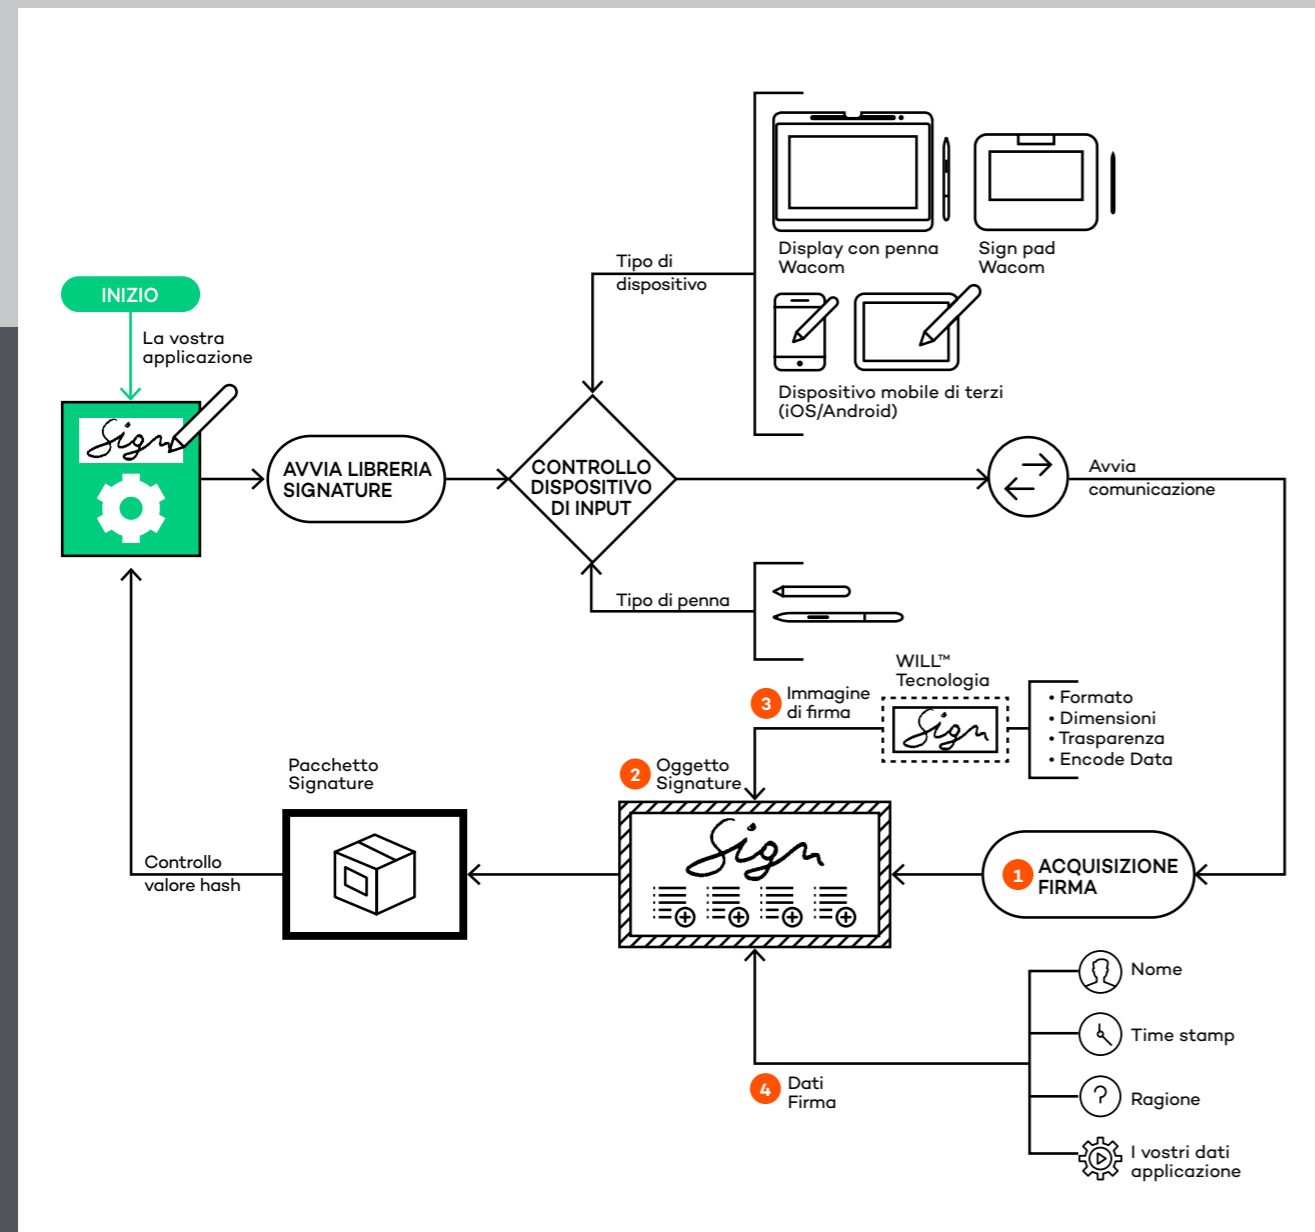 INIZIO
La vostra
applicazione
Sign
AVVIA LIBRERIA
SIGNATURE
CONTROLLO
DISPOSITIVO
DI INPUT
Tipo di
dispositivo
Display con penna
Wacom
Sign pad
Wacom
Dispositivo mobile di terzi
(iOS/Android)
Avvia
comunicazione
Tipo di penna
WILL™
Tecnologia
Sign
• Formato
• Dimensioni
• Trasparenza
• Encode Data
3 Immagine
di firma
2 Oggetto
Signature
Sign
1 ACQUISIZIONE
FIRMA
Pacchetto
Signature
Controllo
valore hash
4 Dati
Firma
Nome
Time stamp
?
Ragione
I vostri dati
applicazione